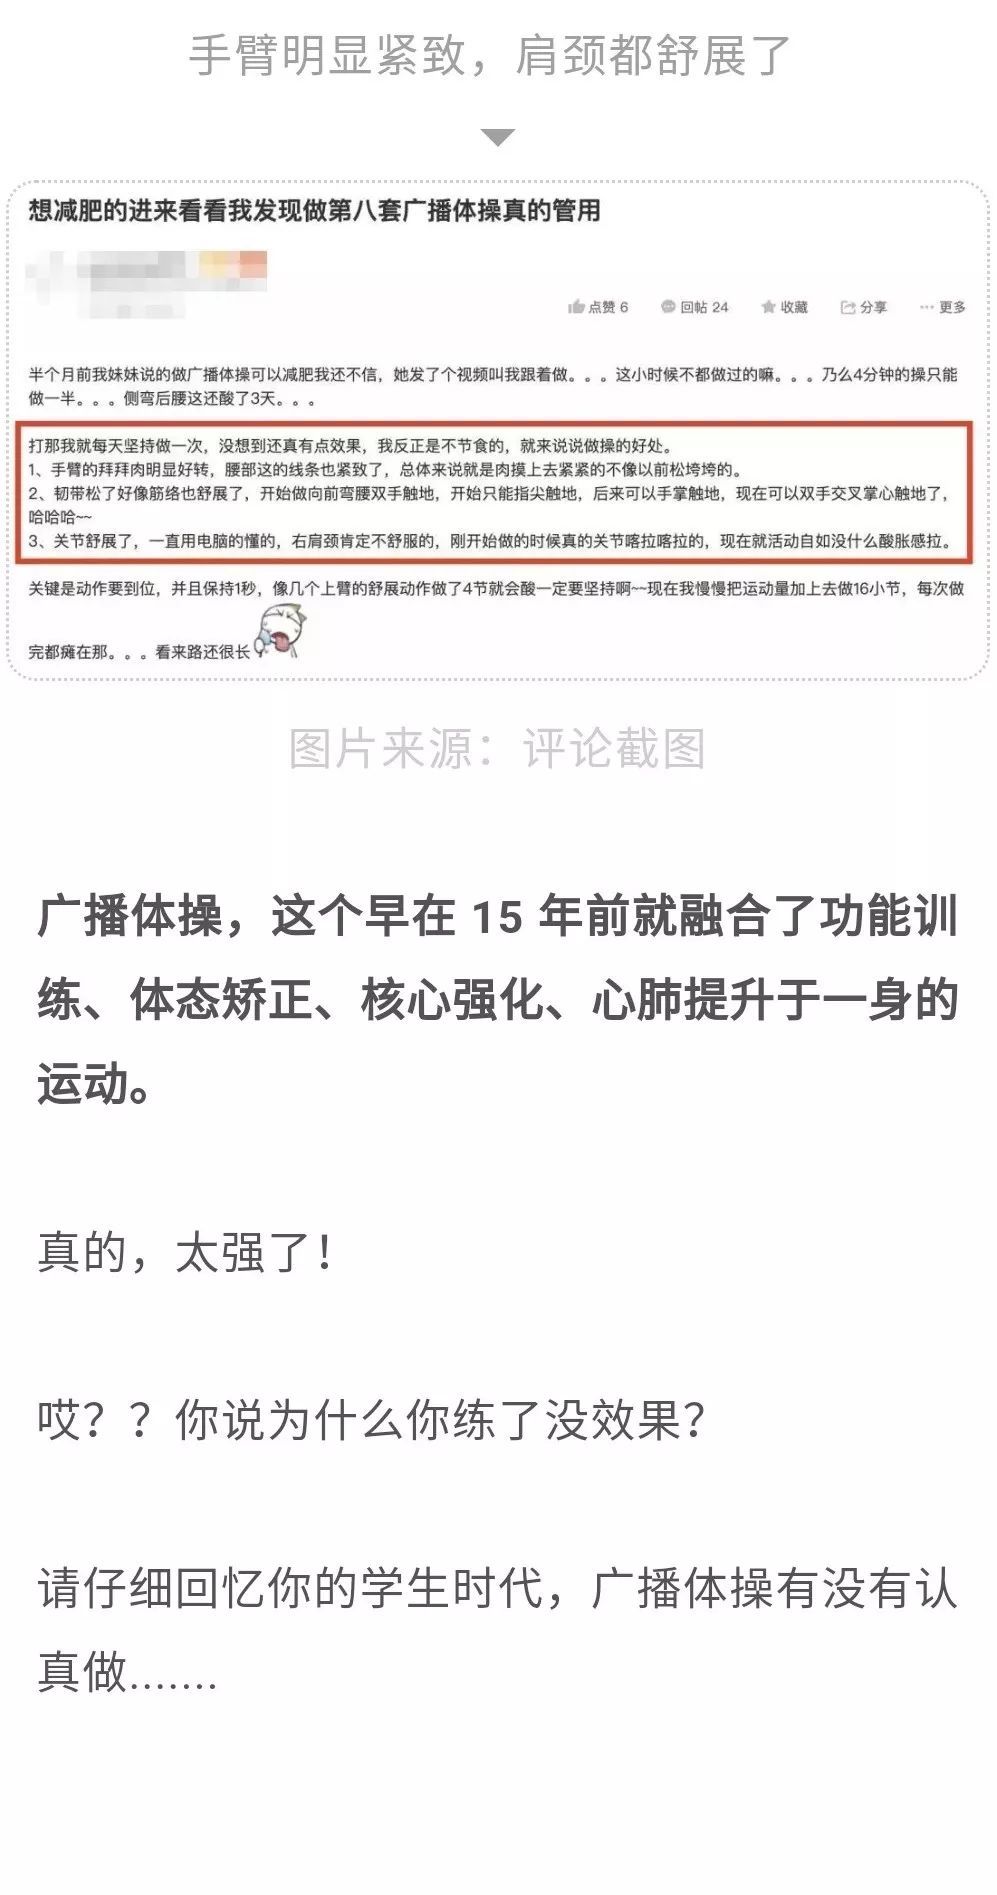 手臂明显紧致，肩颈都舒展了
想减肥的进来看看我发现做第八套广播体操真的管用
点赞 6 回帖 24 收藏 分享 更多
半个月前我妹妹说的做广播体操可以减肥我还不信，她发了个视频叫我跟着做。。。这小时候不都做过的嘛。。。乃么4分钟的操只能
做一半。。。侧弯后腰这还酸了3天。。。
打那我就每天坚持做一次，没想到还真有点效果，我反正是不节食的，就来说说做操的好处。
1、手臂的拜拜肉明显好转，腰部这的线条也紧致了，总体来说就是肉摸上去紧紧的不像以前松垮垮的。
2、韧带松了好像筋络也舒展了，开始做向前弯腰双手触地，开始只能指尖触地，后来可以手掌触地，现在可以双手交叉掌心触地了，
哈哈哈~~
3、关节舒展了，一直用电脑的懂的，右肩颈肯定不舒服的，刚开始做的时候真的关节喀拉喀拉的，现在就活动自如没什么酸胀感拉。
关键是动作要到位，并且保持1秒，像几个上臂的舒展动作做了4节就会酸一定要坚持啊~~现在我慢慢把运动量加上去做16小节，每次做
完都瘫在那。。。看来路还很长
图片来源：评论截图
广播体操，这个早在 15 年前就融合了功能训
练、体态矫正、核心强化、心肺提升于一身的
运动。
真的，太强了！
哎？？你说为什么你练了没效果？
请仔细回忆你的学生时代，广播体操有没有认
真做.......